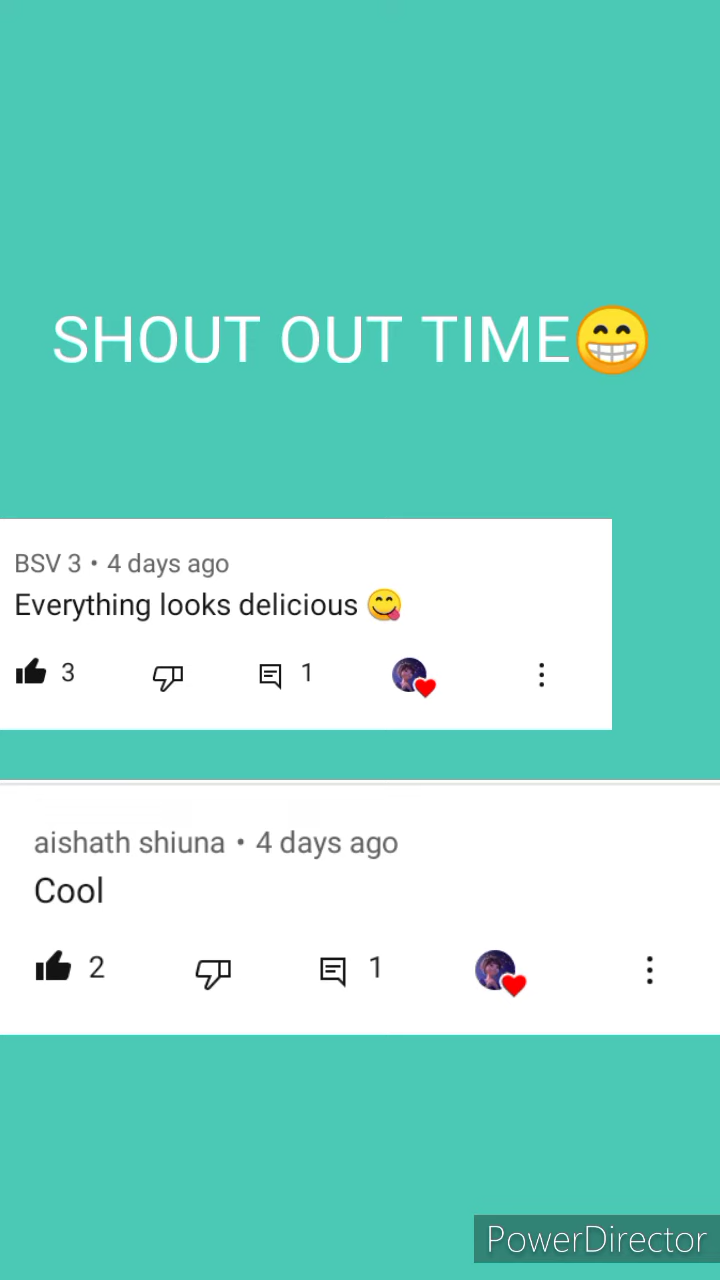 SHOUT OUT TIME😁
BSV 3 • 4 days ago
Everything looks delicious 😋
3 1
aishath shiuna • 4 days ago
Cool
2 1
PowerDirector